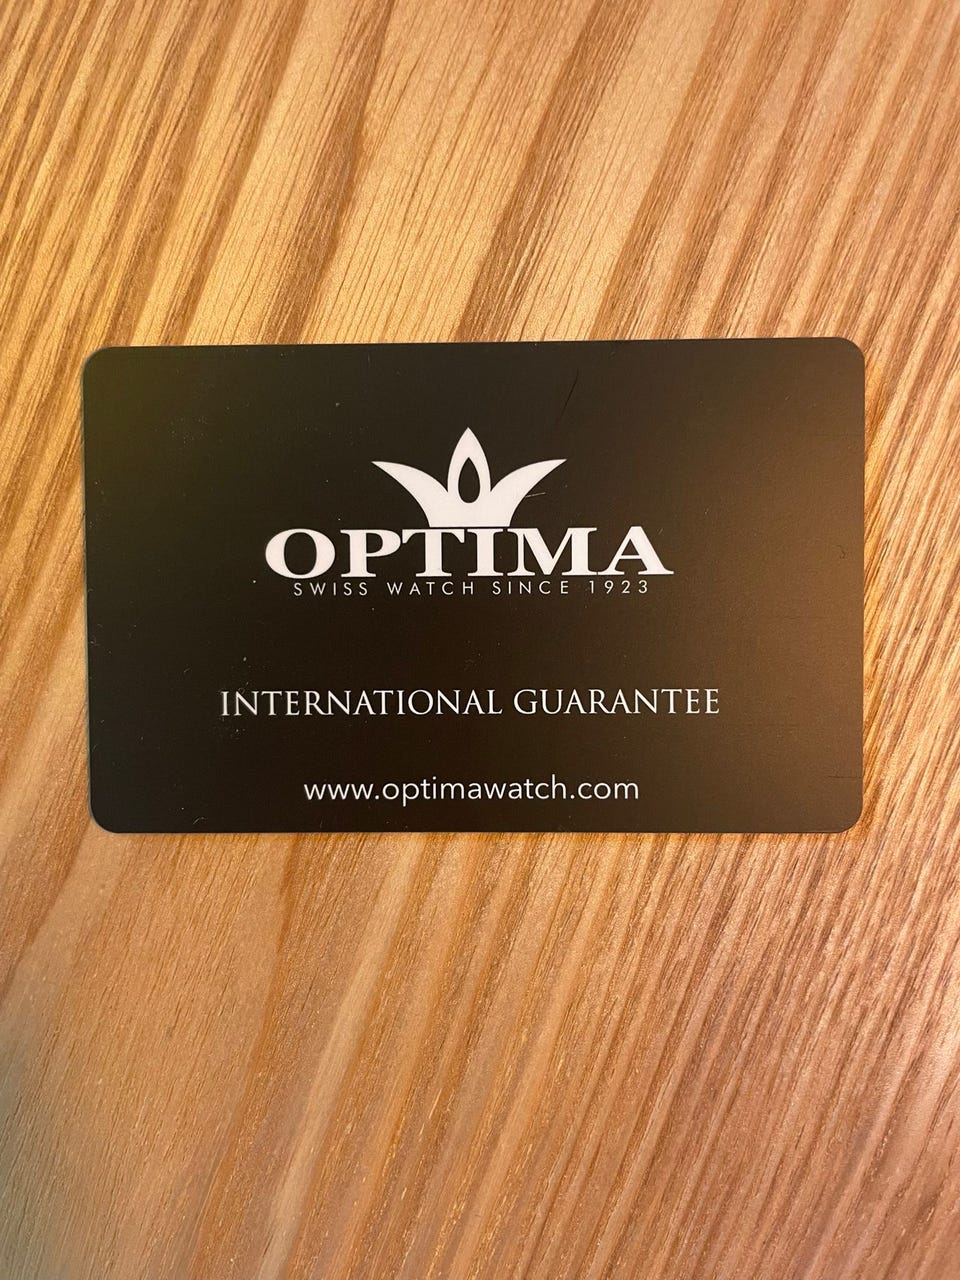 OPTIMA
SWISS WATCH SINCE 1923
INTERNATIONAL GUARANTEE
www.optimawatch.com